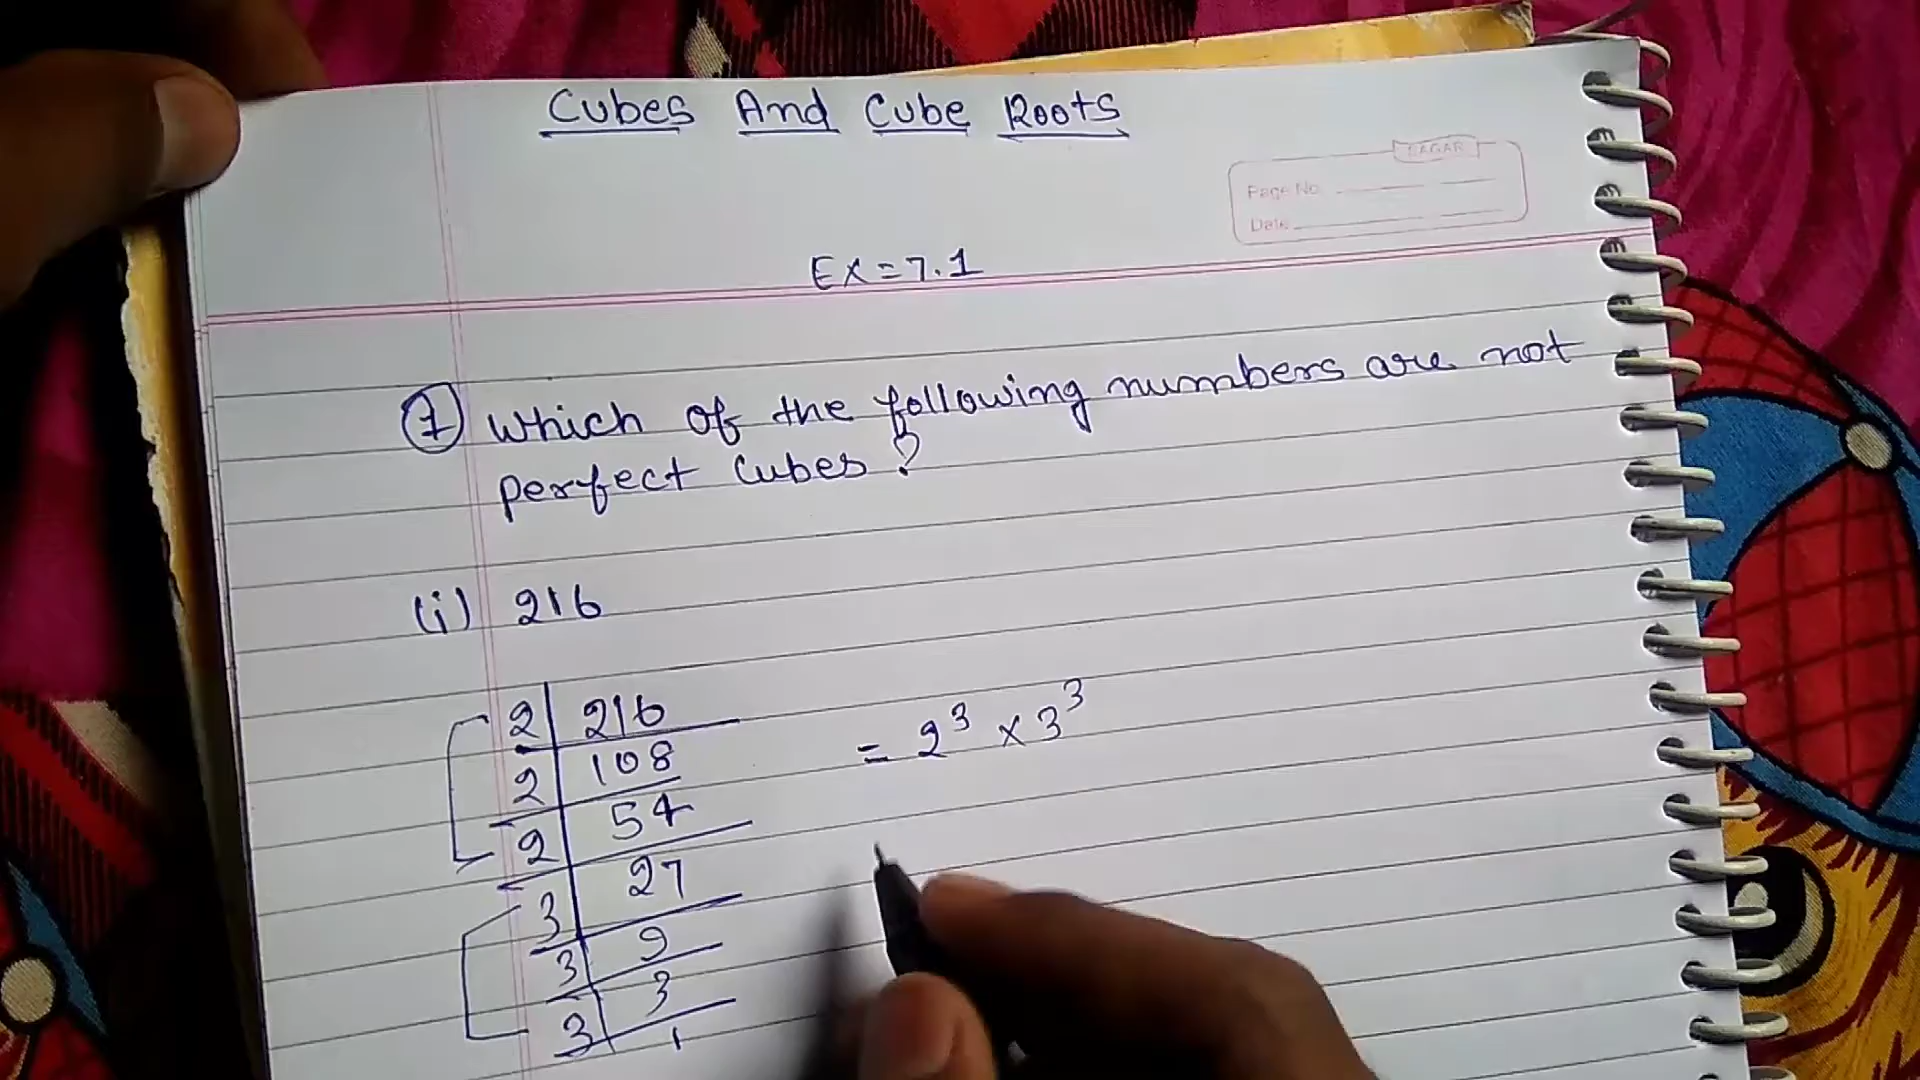 Cubes And Cube Roots
SAGAR
Page No.
Date
Ex = 7.1
① Which of the following numbers are not
perfect Cubes ?
(i) 216
2 | 216
2 | 108
2 | 54
3 | 27
3 | 9
3 | 3
1
= 2³ × 3³